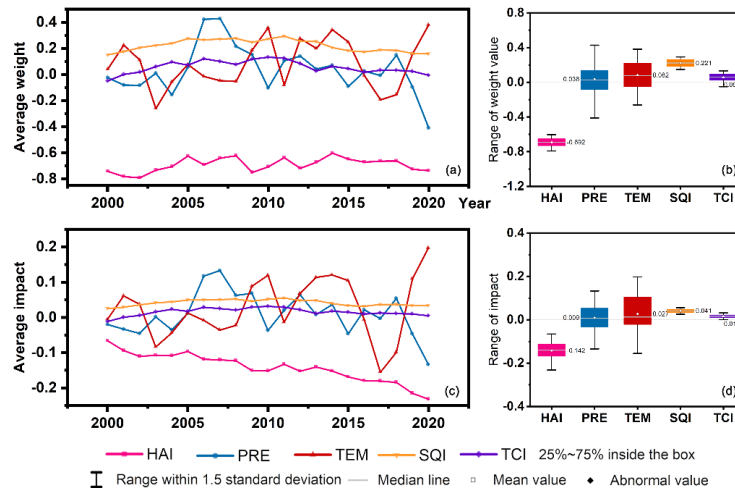 Average weight
0.4
0.2
0.0
-0.2
-0.4
-0.6
-0.8
2000 2005 2010 2015 2020 Year
(a)
Range of weight value
0.8
0.4
0.0
-0.4
-0.8
-1.2
-0.692
0.038
0.082
0.221
HAI PRE TEM SQI TCI
(b)
Average impact
0.2
0.1
0.0
-0.1
-0.2
2000 2005 2010 2015 2020
(c)
Range of impact
0.4
0.2
0.0
-0.2
-0.4
-0.142
0.009
0.027
0.041
HAI PRE TEM SQI TCI
(d)
HAI PRE TEM SQI TCI 25%~75% inside the box
Range within 1.5 standard deviation Median line Mean value Abnormal value